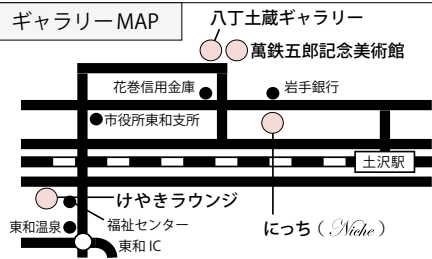 ギャラリー MAP
八丁土蔵ギャラリー
萬鉄五郎記念美術館
花巻信用金庫
岩手銀行
市役所東和支所
土沢駅
けやきラウンジ
東和温泉
福祉センター
にっち（Niche）
東和 IC